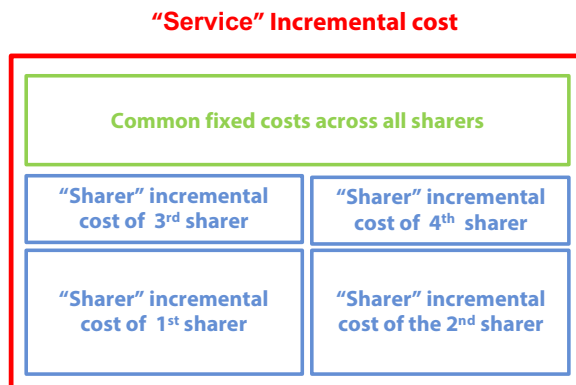 “Service” Incremental cost
Common fixed costs across all sharers
“Sharer” incremental
cost of 3rd sharer
“Sharer” incremental
cost of 4th sharer
“Sharer” incremental
cost of 1st sharer
“Sharer” incremental
cost of the 2nd sharer